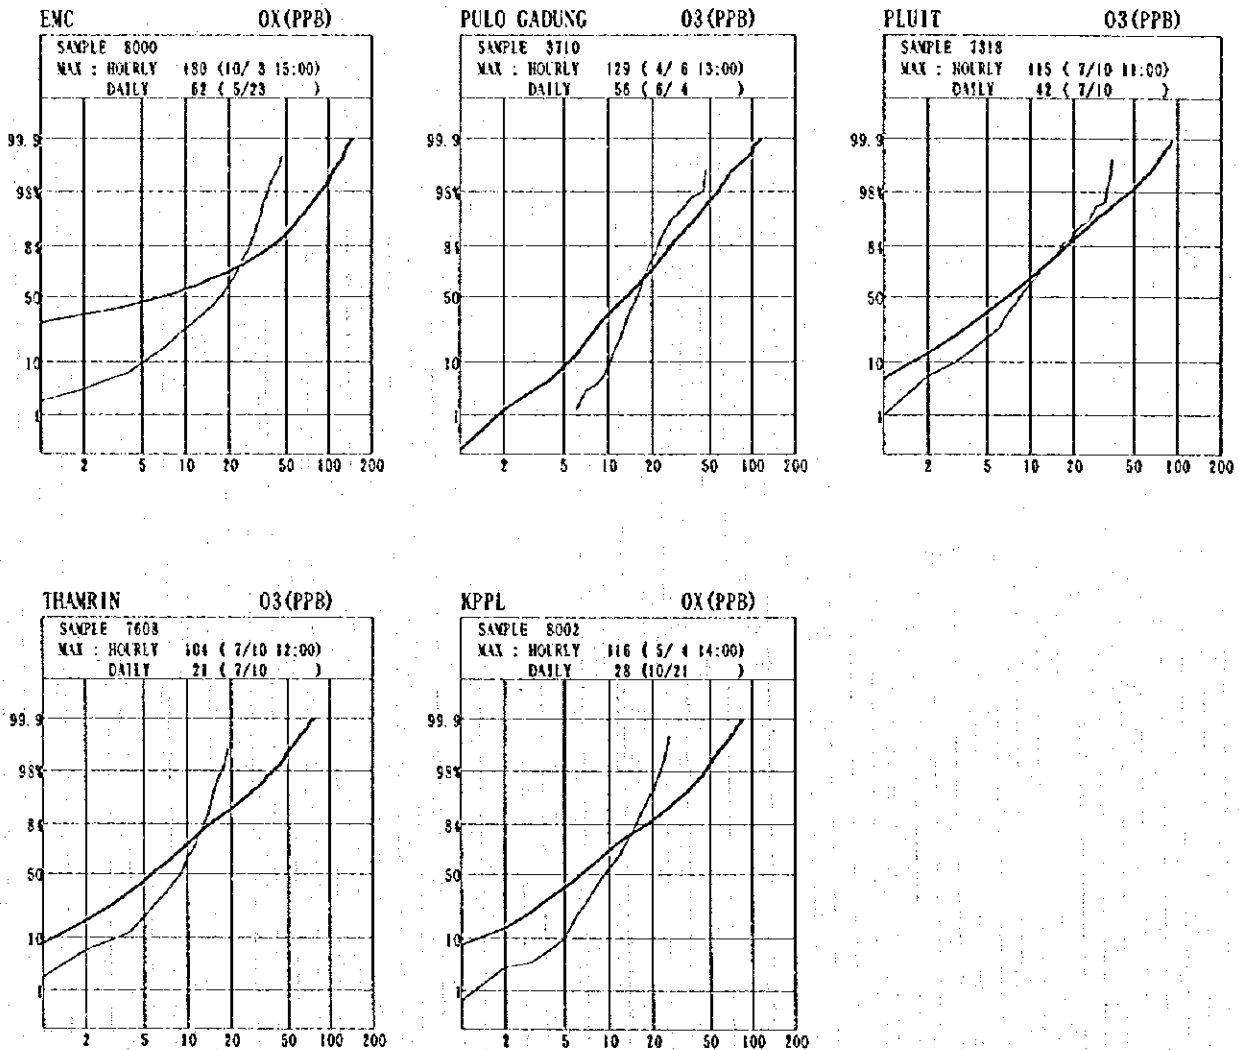 EMC OX(PPB)
SAMPLE 8000
MAX : HOURLY 180 (10/ 3 15:00)
DAILY 62 ( 5/23 )
99.9
98%
84
50
10
1
2 5 10 20 50 100 200
PULO GADUNG O3(PPB)
SAMPLE 3710
MAX : HOURLY 129 ( 4/ 6 13:00)
DAILY 56 ( 6/ 4 )
99.9
98%
84
50
10
1
2 5 10 20 50 100 200
PLUIT O3(PPB)
SAMPLE 7318
MAX : HOURLY 115 ( 7/10 11:00)
DAILY 42 ( 7/10 )
99.9
98%
84
50
10
1
2 5 10 20 50 100 200
THAMRIN O3(PPB)
SAMPLE 7608
MAX : HOURLY 104 ( 7/10 12:00)
DAILY 21 ( 7/10 )
99.9
98%
84
50
10
1
2 5 10 20 50 100 200
KPPL OX(PPB)
SAMPLE 8002
MAX : HOURLY 116 ( 5/ 4 14:00)
DAILY 28 (10/21 )
99.9
98%
84
50
10
1
2 5 10 20 50 100 200